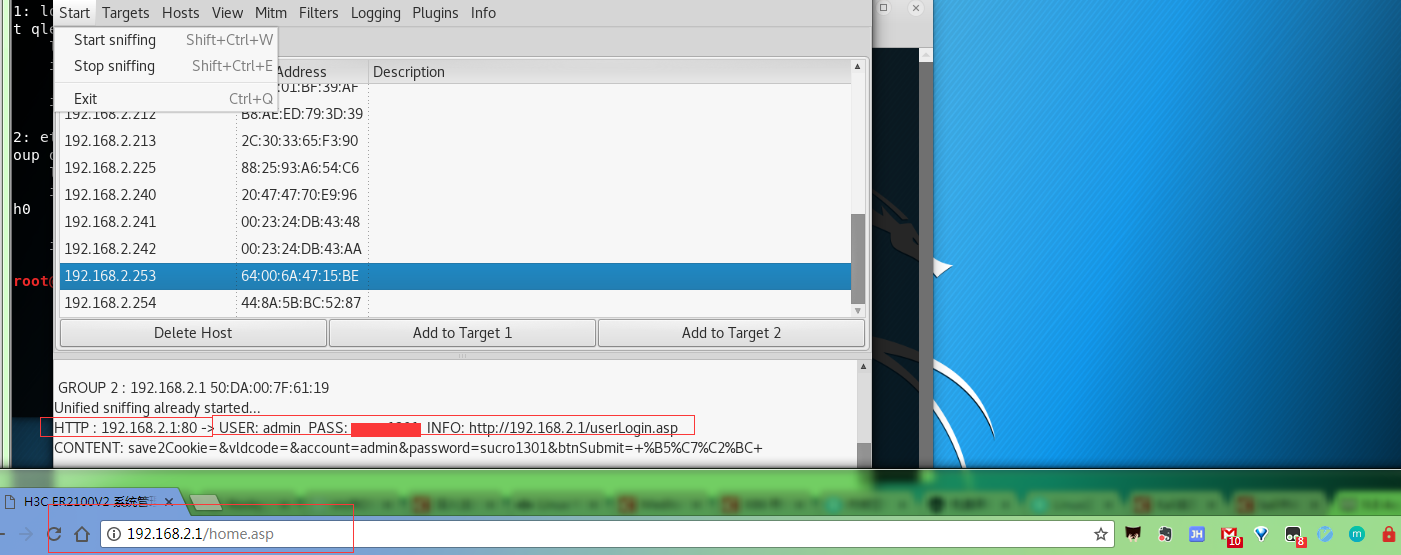 Start Targets Hosts View Mitm Filters Logging Plugins Info
Start sniffing Shift+Ctrl+W
Stop sniffing Shift+Ctrl+E
Exit Ctrl+Q
Address Description
:01:BF:39:AF
192.168.2.212 B8:AE:ED:79:3D:39
192.168.2.213 2C:30:33:65:F3:90
192.168.2.225 88:25:93:A6:54:C6
192.168.2.240 20:47:47:70:E9:96
192.168.2.241 00:23:24:DB:43:48
192.168.2.242 00:23:24:DB:43:AA
192.168.2.253 64:00:6A:47:15:BE
192.168.2.254 44:8A:5B:BC:52:87
Delete Host Add to Target 1 Add to Target 2
GROUP 2 : 192.168.2.1 50:DA:00:7F:61:19
Unified sniffing already started...
HTTP : 192.168.2.1:80 -> USER: admin PASS: INFO: http://192.168.2.1/userLogin.asp
CONTENT: save2Cookie=&vldcode=&account=admin&password=sucro1301&btnSubmit=+%B5%C7%C2%BC+
1: lo
t qle
2: et
oup
h0
root@
H3C ER2100V2 系统管理
192.168.2.1/home.asp
JH
10
8
m